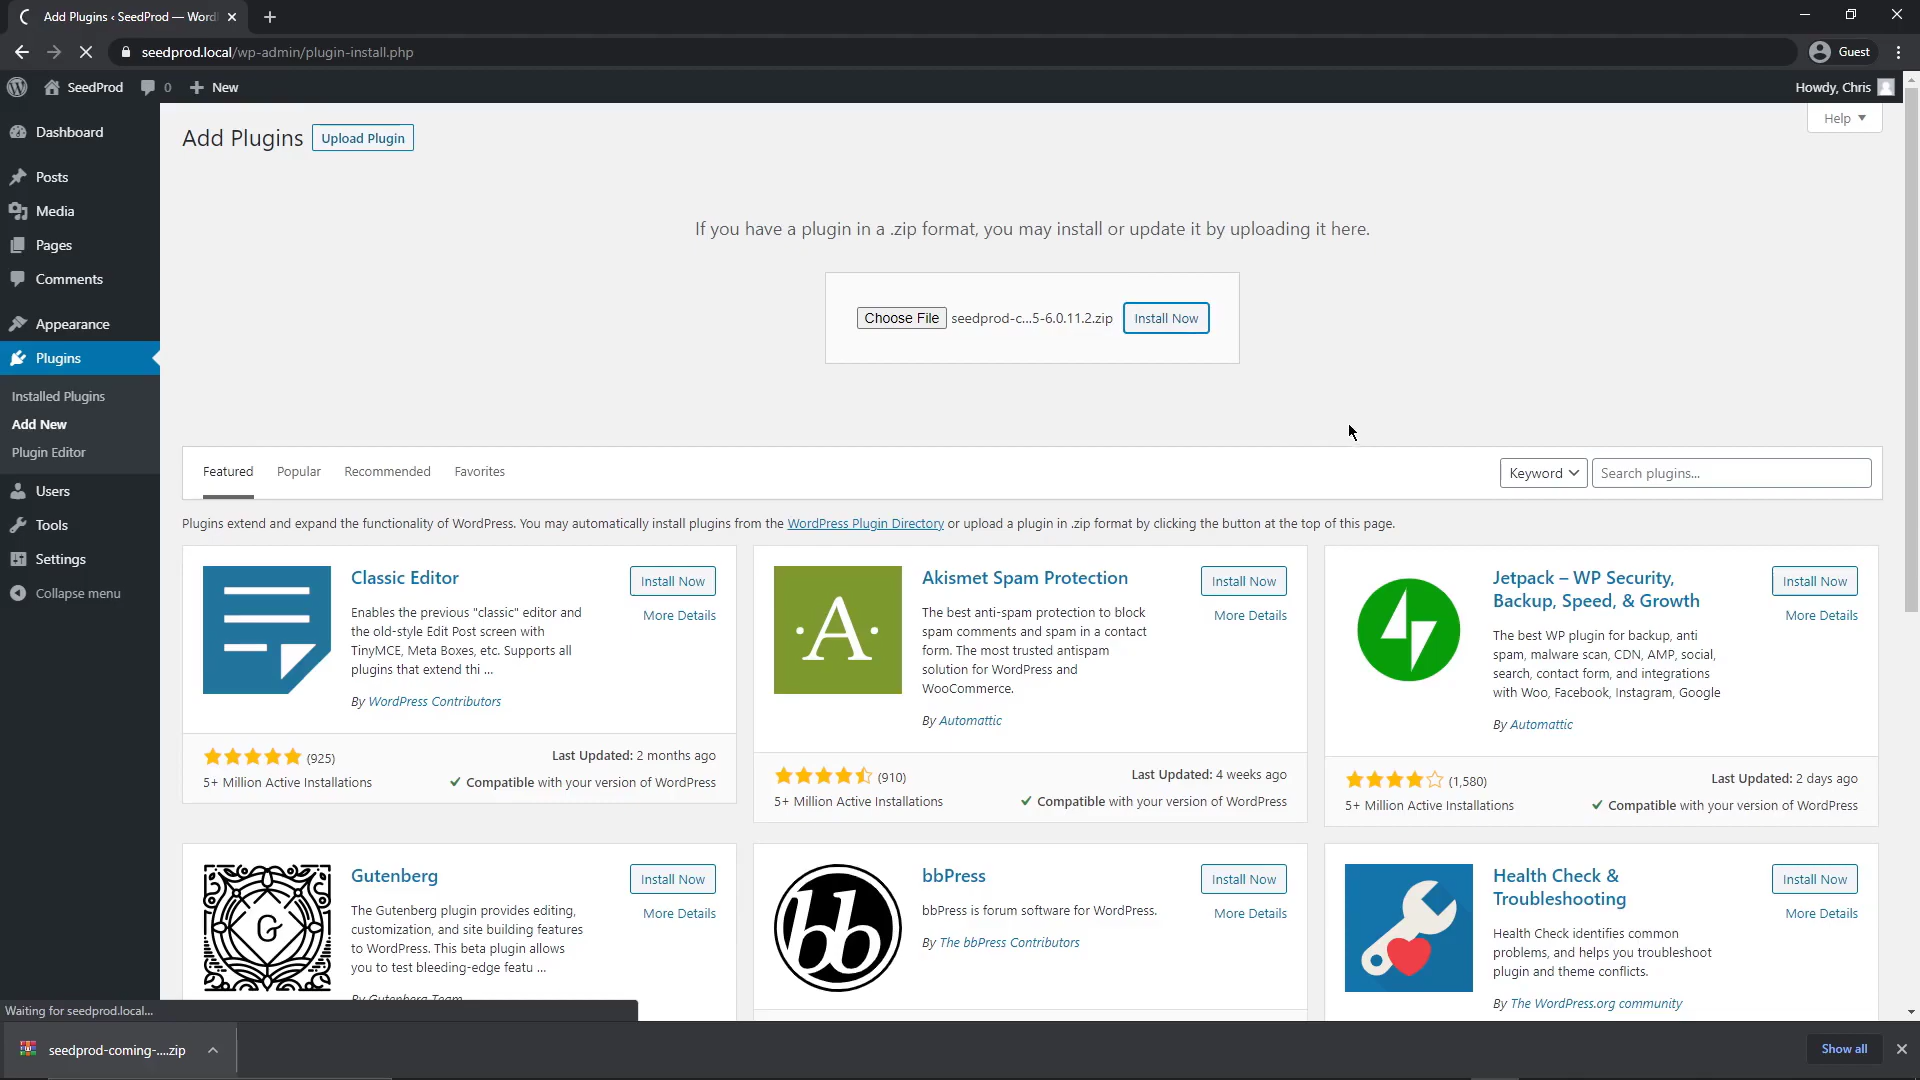 Add Plugins ‹ SeedProd — Word
seedprod.local/wp-admin/plugin-install.php
Guest
SeedProd
0
New
Howdy, Chris
Dashboard
Posts
Media
Pages
Comments
Appearance
Plugins
Installed Plugins
Add New
Plugin Editor
Users
Tools
Settings
Collapse menu
Help
Add Plugins
Upload Plugin
If you have a plugin in a .zip format, you may install or update it by uploading it here.
Choose File seedprod-c...5-6.0.11.2.zip Install Now
Featured Popular Recommended Favorites
Keyword Search plugins...
Plugins extend and expand the functionality of WordPress. You may automatically install plugins from the WordPress Plugin Directory or upload a plugin in .zip format by clicking the button at the top of this page.
Classic Editor
Install Now
More Details
Enables the previous "classic" editor and
the old-style Edit Post screen with
TinyMCE, Meta Boxes, etc. Supports all
plugins that extend thi ...
By WordPress Contributors
(925)
Last Updated: 2 months ago
5+ Million Active Installations
Compatible with your version of WordPress
·A·
Akismet Spam Protection
Install Now
More Details
The best anti-spam protection to block
spam comments and spam in a contact
form. The most trusted antispam
solution for WordPress and
WooCommerce.
By Automattic
(910)
Last Updated: 4 weeks ago
5+ Million Active Installations
Compatible with your version of WordPress
Jetpack – WP Security,
Backup, Speed, & Growth
Install Now
More Details
The best WP plugin for backup, anti
spam, malware scan, CDN, AMP, social,
search, contact form, and integrations
with Woo, Facebook, Instagram, Google
By Automattic
(1,580)
Last Updated: 2 days ago
5+ Million Active Installations
Compatible with your version of WordPress
G
Gutenberg
Install Now
More Details
The Gutenberg plugin provides editing,
customization, and site building features
to WordPress. This beta plugin allows
you to test bleeding-edge featu ...
By Gutenberg Team
bb
bbPress
Install Now
More Details
bbPress is forum software for WordPress.
By The bbPress Contributors
Health Check &
Troubleshooting
Install Now
More Details
Health Check identifies common
problems, and helps you troubleshoot
plugin and theme conflicts.
By The WordPress.org community
Waiting for seedprod.local...
seedprod-coming-....zip
Show all